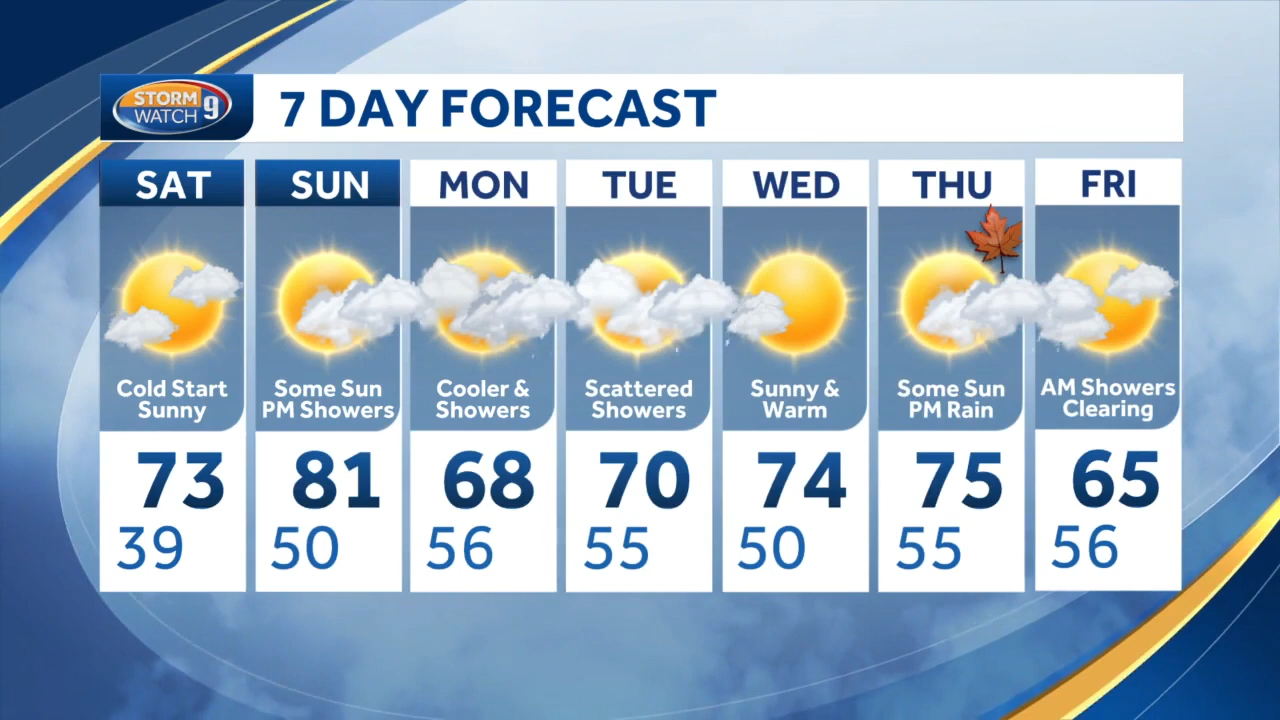 STORM
WATCH 9
7 DAY FORECAST
SAT
Cold Start
Sunny
73
39
SUN
Some Sun
PM Showers
81
50
MON
Cooler &
Showers
68
56
TUE
Scattered
Showers
70
55
WED
Sunny &
Warm
74
50
THU
Some Sun
PM Rain
75
55
FRI
AM Showers
Clearing
65
56